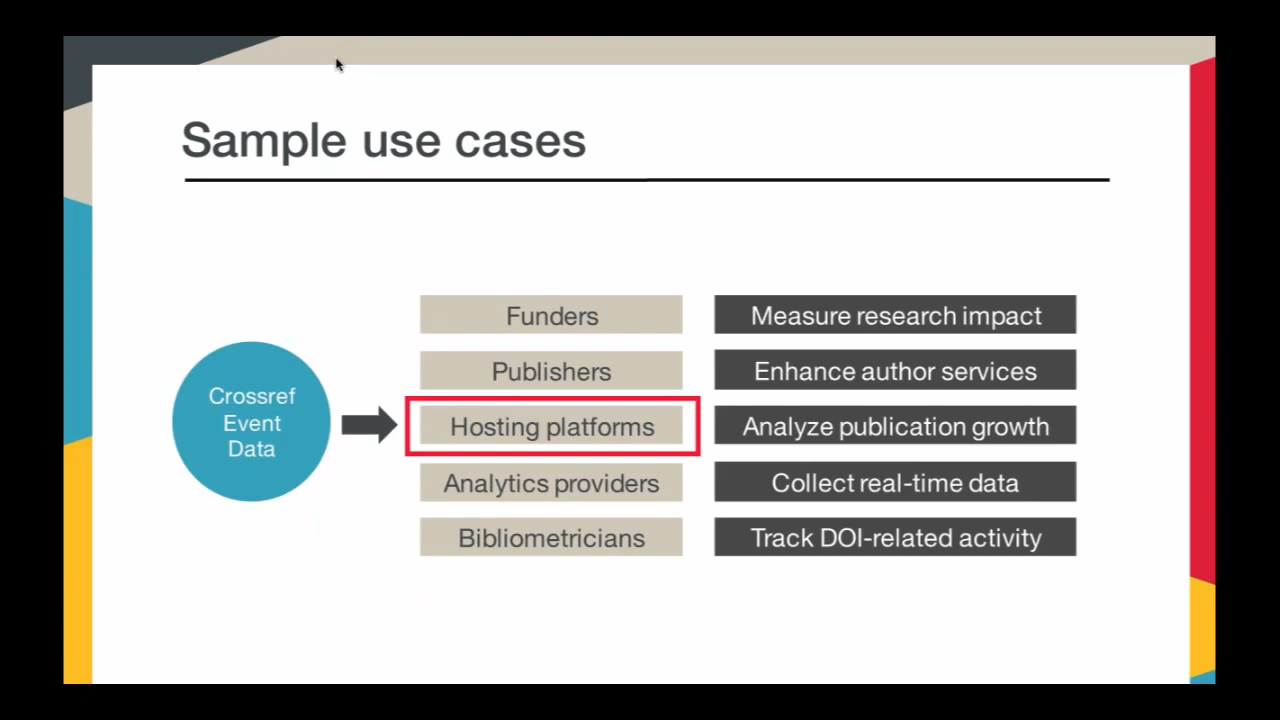 Sample use cases
Crossref
Event
Data
Funders
Measure research impact
Publishers
Enhance author services
Hosting platforms
Analyze publication growth
Analytics providers
Collect real-time data
Bibliometricians
Track DOI-related activity